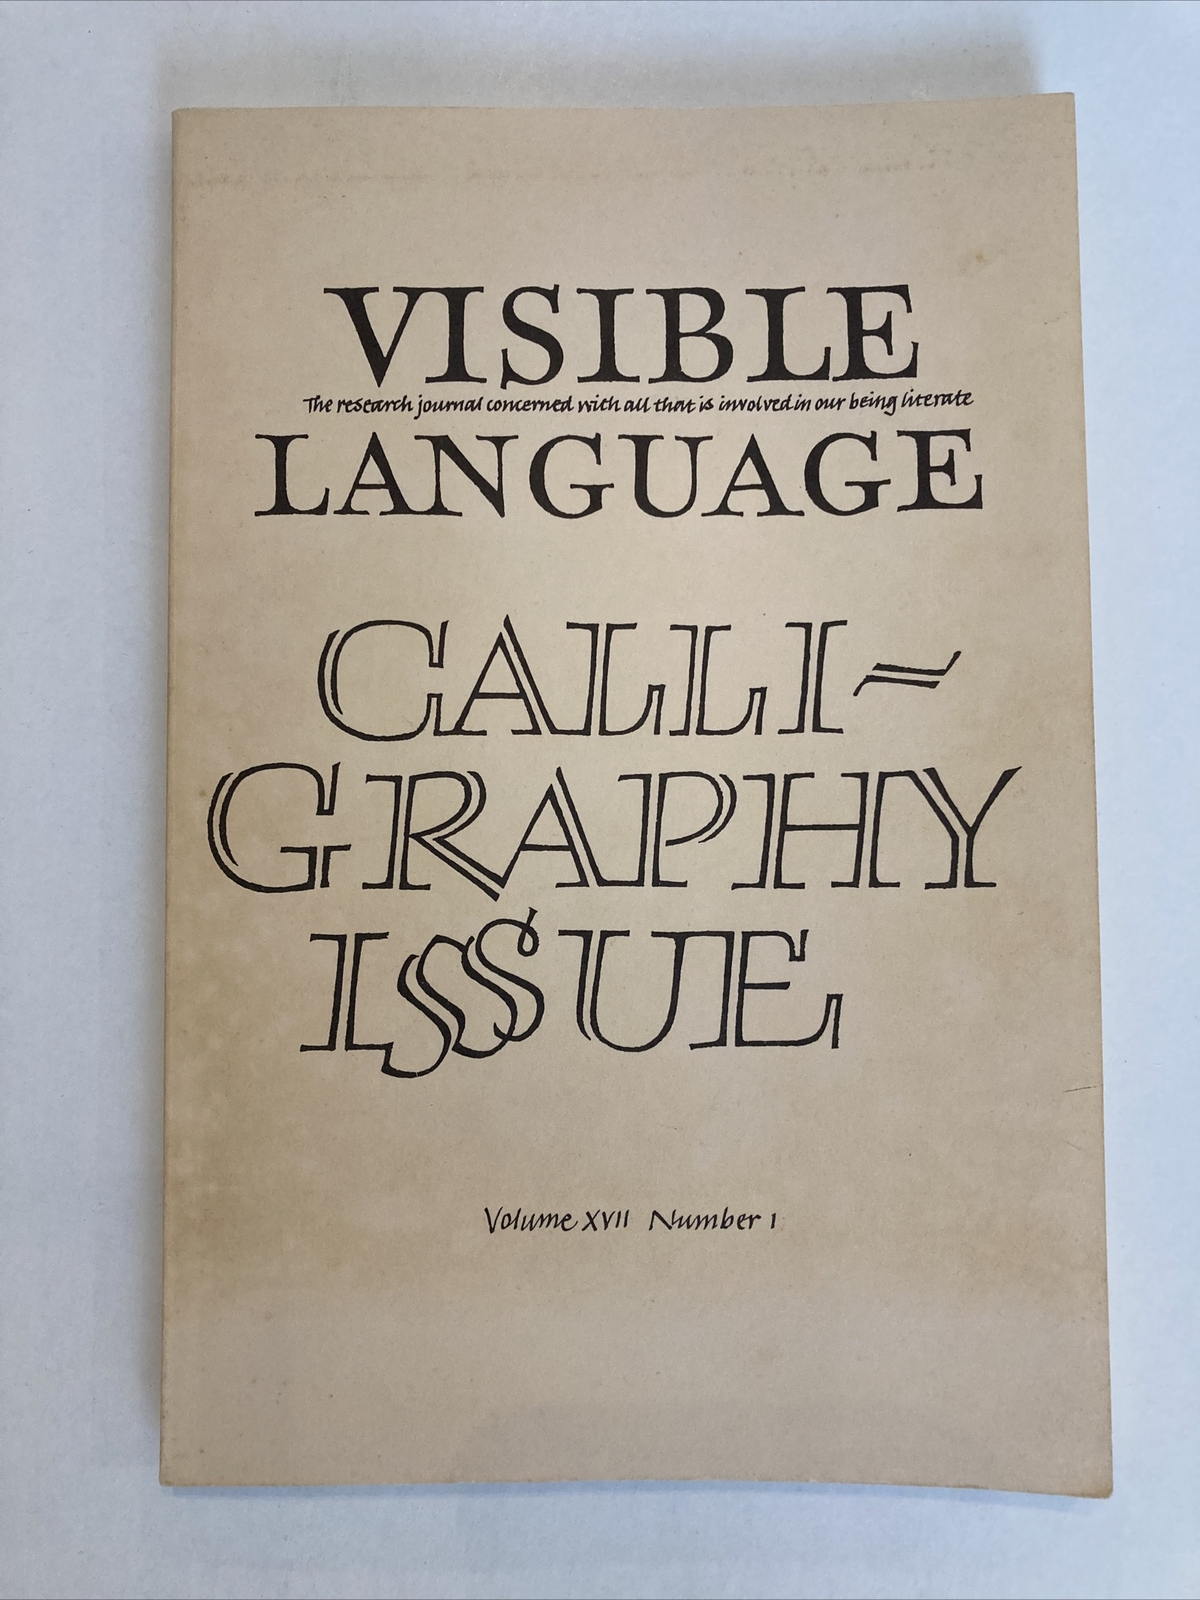 VISIBLE
The research journal concerned with all that is involved in our being literate
LANGUAGE
CALLI-
GRAPHY
ISSUE
Volume XVII Number 1